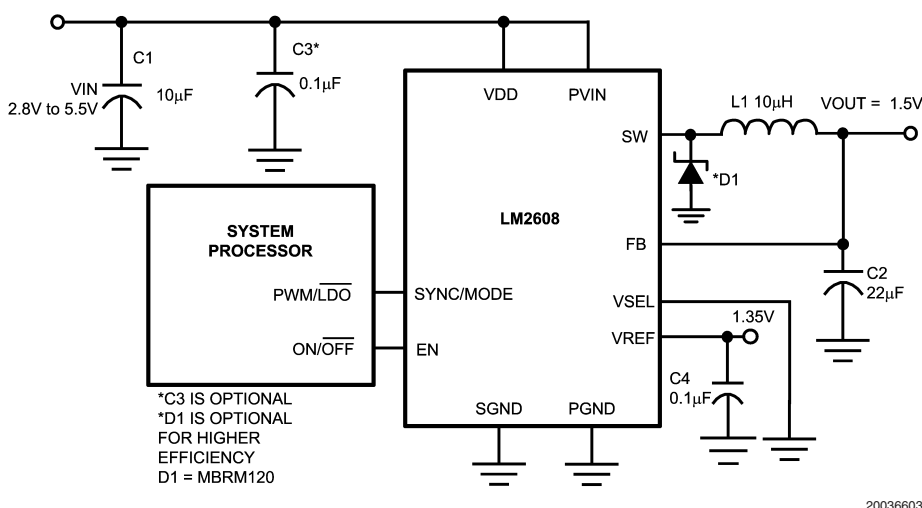 C1
VIN
2.8V to 5.5V
10µF
C3*
0.1µF
VDD
PVIN
SW
L1 10µH
VOUT = 1.5V
*D1
SYSTEM
PROCESSOR
LM2608
FB
PWM/LDO
SYNC/MODE
VSEL
C2
22µF
1.35V
VREF
ON/OFF
EN
C4
0.1µF
*C3 IS OPTIONAL
*D1 IS OPTIONAL
FOR HIGHER
EFFICIENCY
D1 = MBRM120
SGND
PGND
20036603